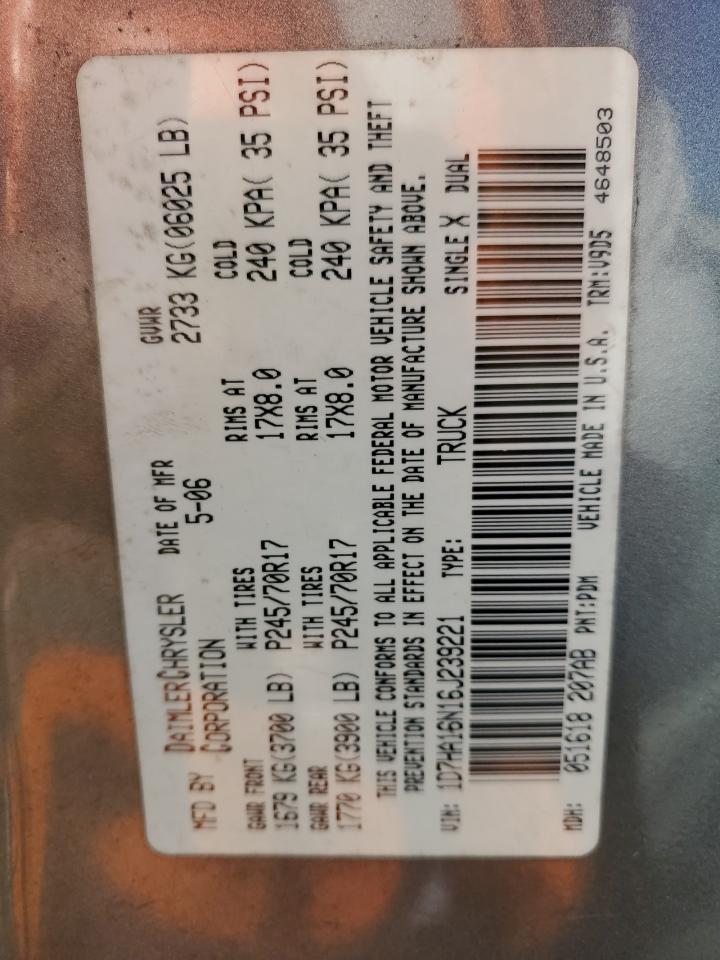 MFD BY DAIMLERCHRYSLER CORPORATION DATE OF MFR 5-06 GVWR 2733 KG(06025 LB)
GAWR FRONT WITH TIRES RIMS AT COLD
1679 KG(3700 LB) P245/70R17 17X8.0 240 KPA( 35 PSI)
GAWR REAR WITH TIRES RIMS AT COLD
1770 KG(3900 LB) P245/70R17 17X8.0 240 KPA( 35 PSI)
THIS VEHICLE CONFORMS TO ALL APPLICABLE FEDERAL MOTOR VEHICLE SAFETY AND THEFT
PREVENTION STANDARDS IN EFFECT ON THE DATE OF MANUFACTURE SHOWN ABOVE.
VIN: 1D7HA16N16J239221 TYPE: TRUCK SINGLE X DUAL
MDH: 051618 207AB PNT:PDM VEHICLE MADE IN U.S.A. TRM:V9D5 4648503